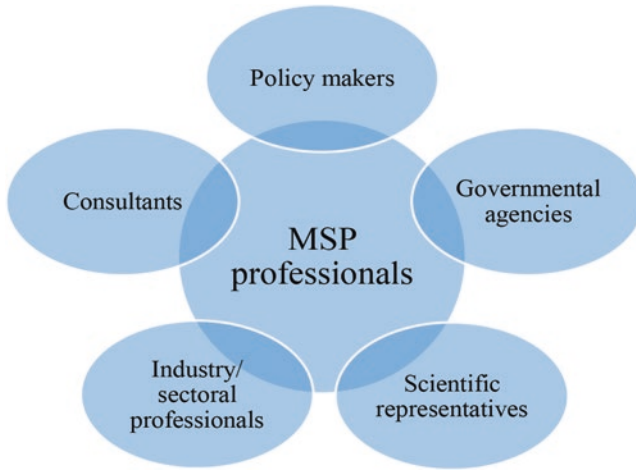 Policy makers
Consultants
Governmental
agencies
MSP
professionals
Industry/
sectoral
professionals
Scientific
representatives